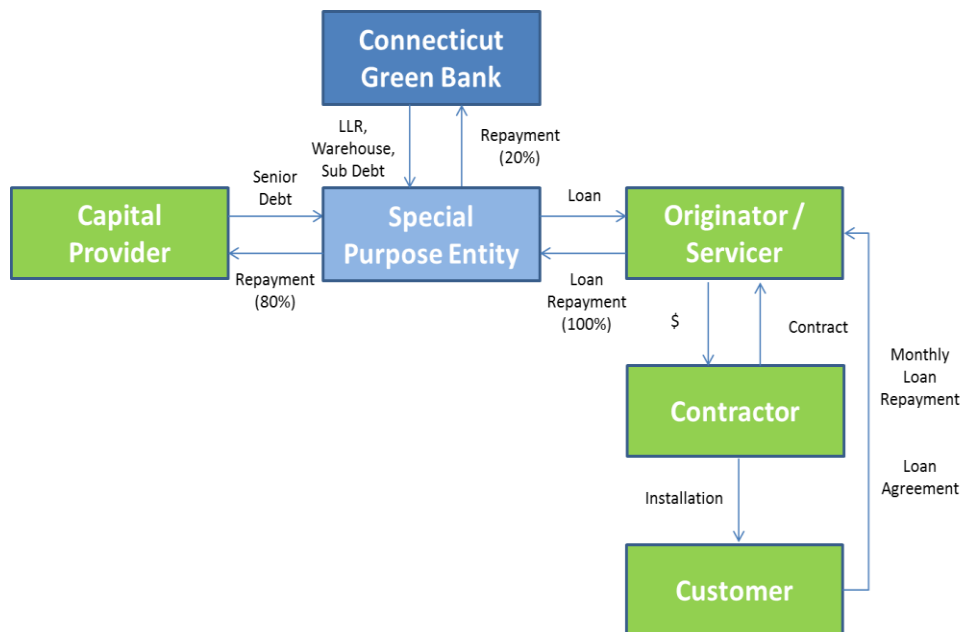 Connecticut
Green Bank
LLR,
Warehouse,
Sub Debt
Repayment
(20%)
Senior
Debt
Loan
Capital
Provider
Special
Purpose Entity
Originator /
Servicer
Repayment
(80%)
Loan
Repayment
(100%)
$
Contract
Monthly
Loan
Repayment
Contractor
Loan
Agreement
Installation
Customer